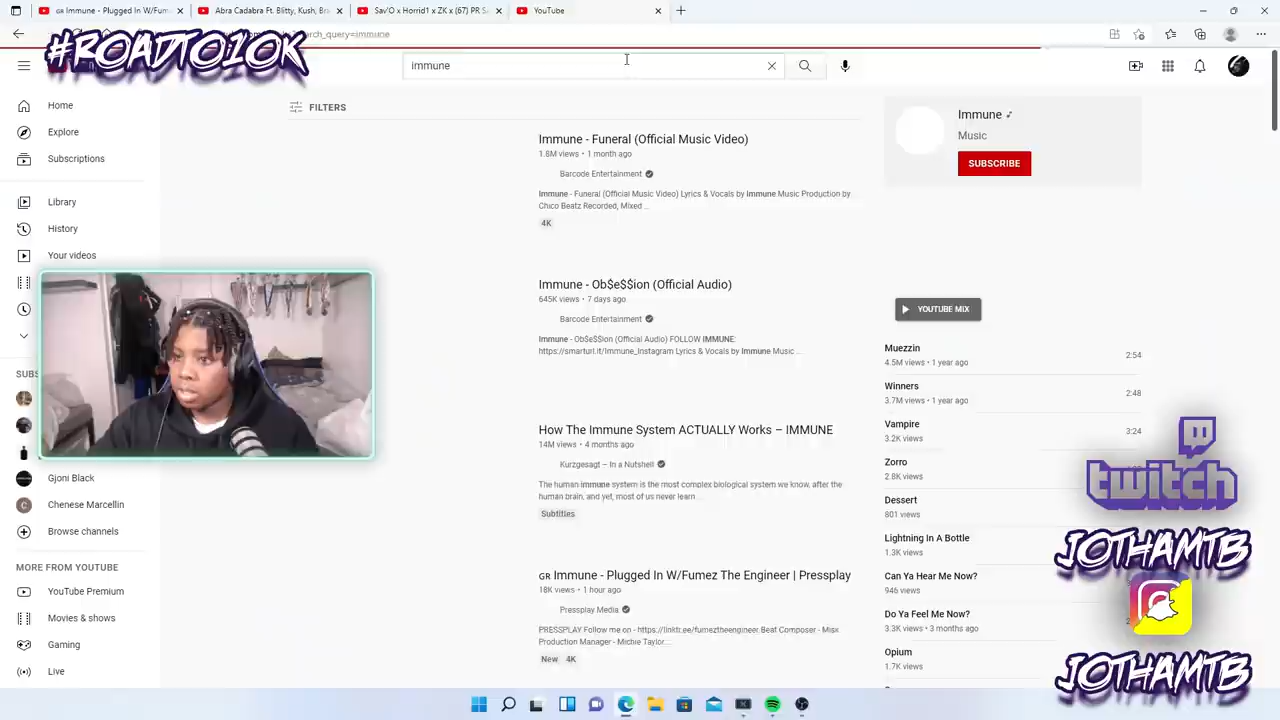 GR Immune - Plugged In W/Fumez
Abra Cadabra Ft. Blitty, Kush, Br
Sav'O x Horrid1 x ZX x (67) PR S
YouTube
search_query=immune
#ROADTO10K
immune
Home
Explore
Subscriptions
Library
History
Your videos
SUBS
Gjoni Black
Chenese Marcellin
Browse channels
MORE FROM YOUTUBE
YouTube Premium
Movies & shows
Gaming
Live
FILTERS
Immune - Funeral (Official Music Video)
1.8M views • 1 month ago
Barcode Entertainment
Immune - Funeral (Official Music Video) Lyrics & Vocals by Immune Music Production by
Chico Beatz Recorded, Mixed ...
4K
Immune - Ob$e$$ion (Official Audio)
645K views • 7 days ago
Barcode Entertainment
Immune - Ob$e$$ion (Official Audio) FOLLOW IMMUNE:
https://smarturl.it/Immune_Instagram Lyrics & Vocals by Immune Music ...
How The Immune System ACTUALLY Works – IMMUNE
14M views • 4 months ago
Kurzgesagt – In a Nutshell
The human immune system is the most complex biological system we know, after the
human brain, and yet, most of us never learn ...
Subtitles
GR Immune - Plugged In W/Fumez The Engineer | Pressplay
18K views • 1 hour ago
Pressplay Media
PRESSPLAY Follow me on - https://linktr.ee/fumeztheengineer Beat Composer - Misx
Production Manager - Michie Taylor...
New 4K
Immune
Music
SUBSCRIBE
YOUTUBE MIX
Muezzin
4.5M views • 1 year ago
2:54
Winners
3.7M views • 1 year ago
2:48
Vampire
3.2K views
3:24
Zorro
2.8K views
Dessert
801 views
Lightning In A Bottle
1.3K views
Can Ya Hear Me Now?
946 views
Do Ya Feel Me Now?
3.3K views • 3 months ago
Opium
1.7K views
twitch
JOTHAMTB
JOTHAMTB